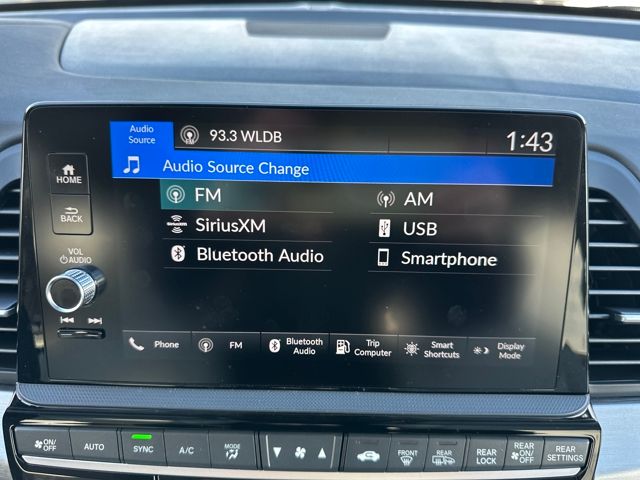 Audio
Source
93.3 WLDB
1:43
Audio Source Change
HOME
BACK
VOL
AUDIO
FM
AM
SiriusXM
USB
Bluetooth Audio
Smartphone
Phone
FM
Bluetooth
Audio
Trip
Computer
Smart
Shortcuts
Display
Mode
ON/
OFF
AUTO
SYNC
A/C
MODE
FRONT
REAR
REAR
LOCK
REAR
ON/
OFF
REAR
SETTINGS